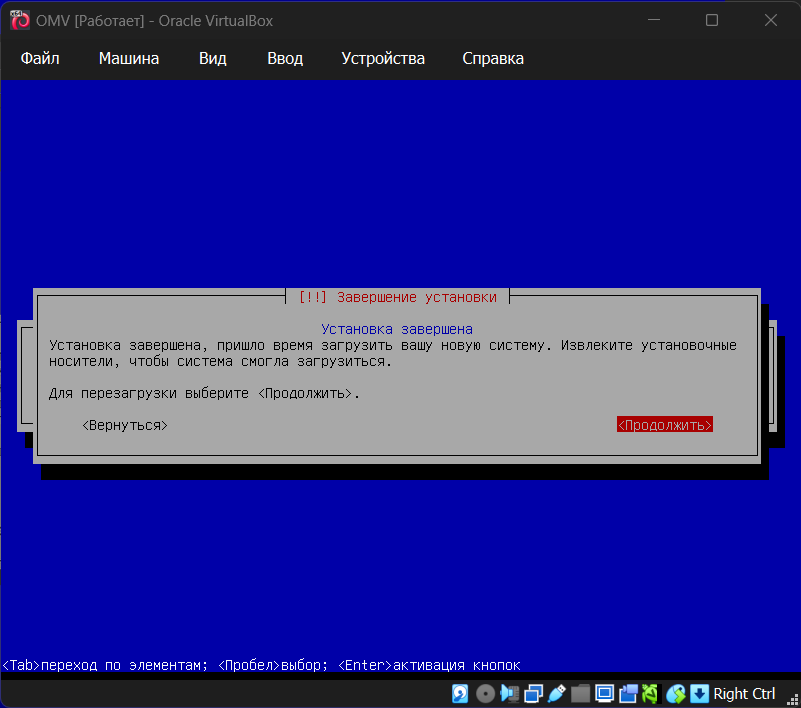 OMV [Работает] - Oracle VirtualBox
Файл Машина Вид Ввод Устройства Справка
[!!] Завершение установки
Установка завершена
Установка завершена, пришло время загрузить вашу новую систему. Извлеките установочные
носители, чтобы система смогла загрузиться.
Для перезагрузки выберите <Продолжить>.
<Вернуться> <Продолжить>
<Tab>переход по элементам; <Пробел>выбор; <Enter>активация кнопок
Right Ctrl